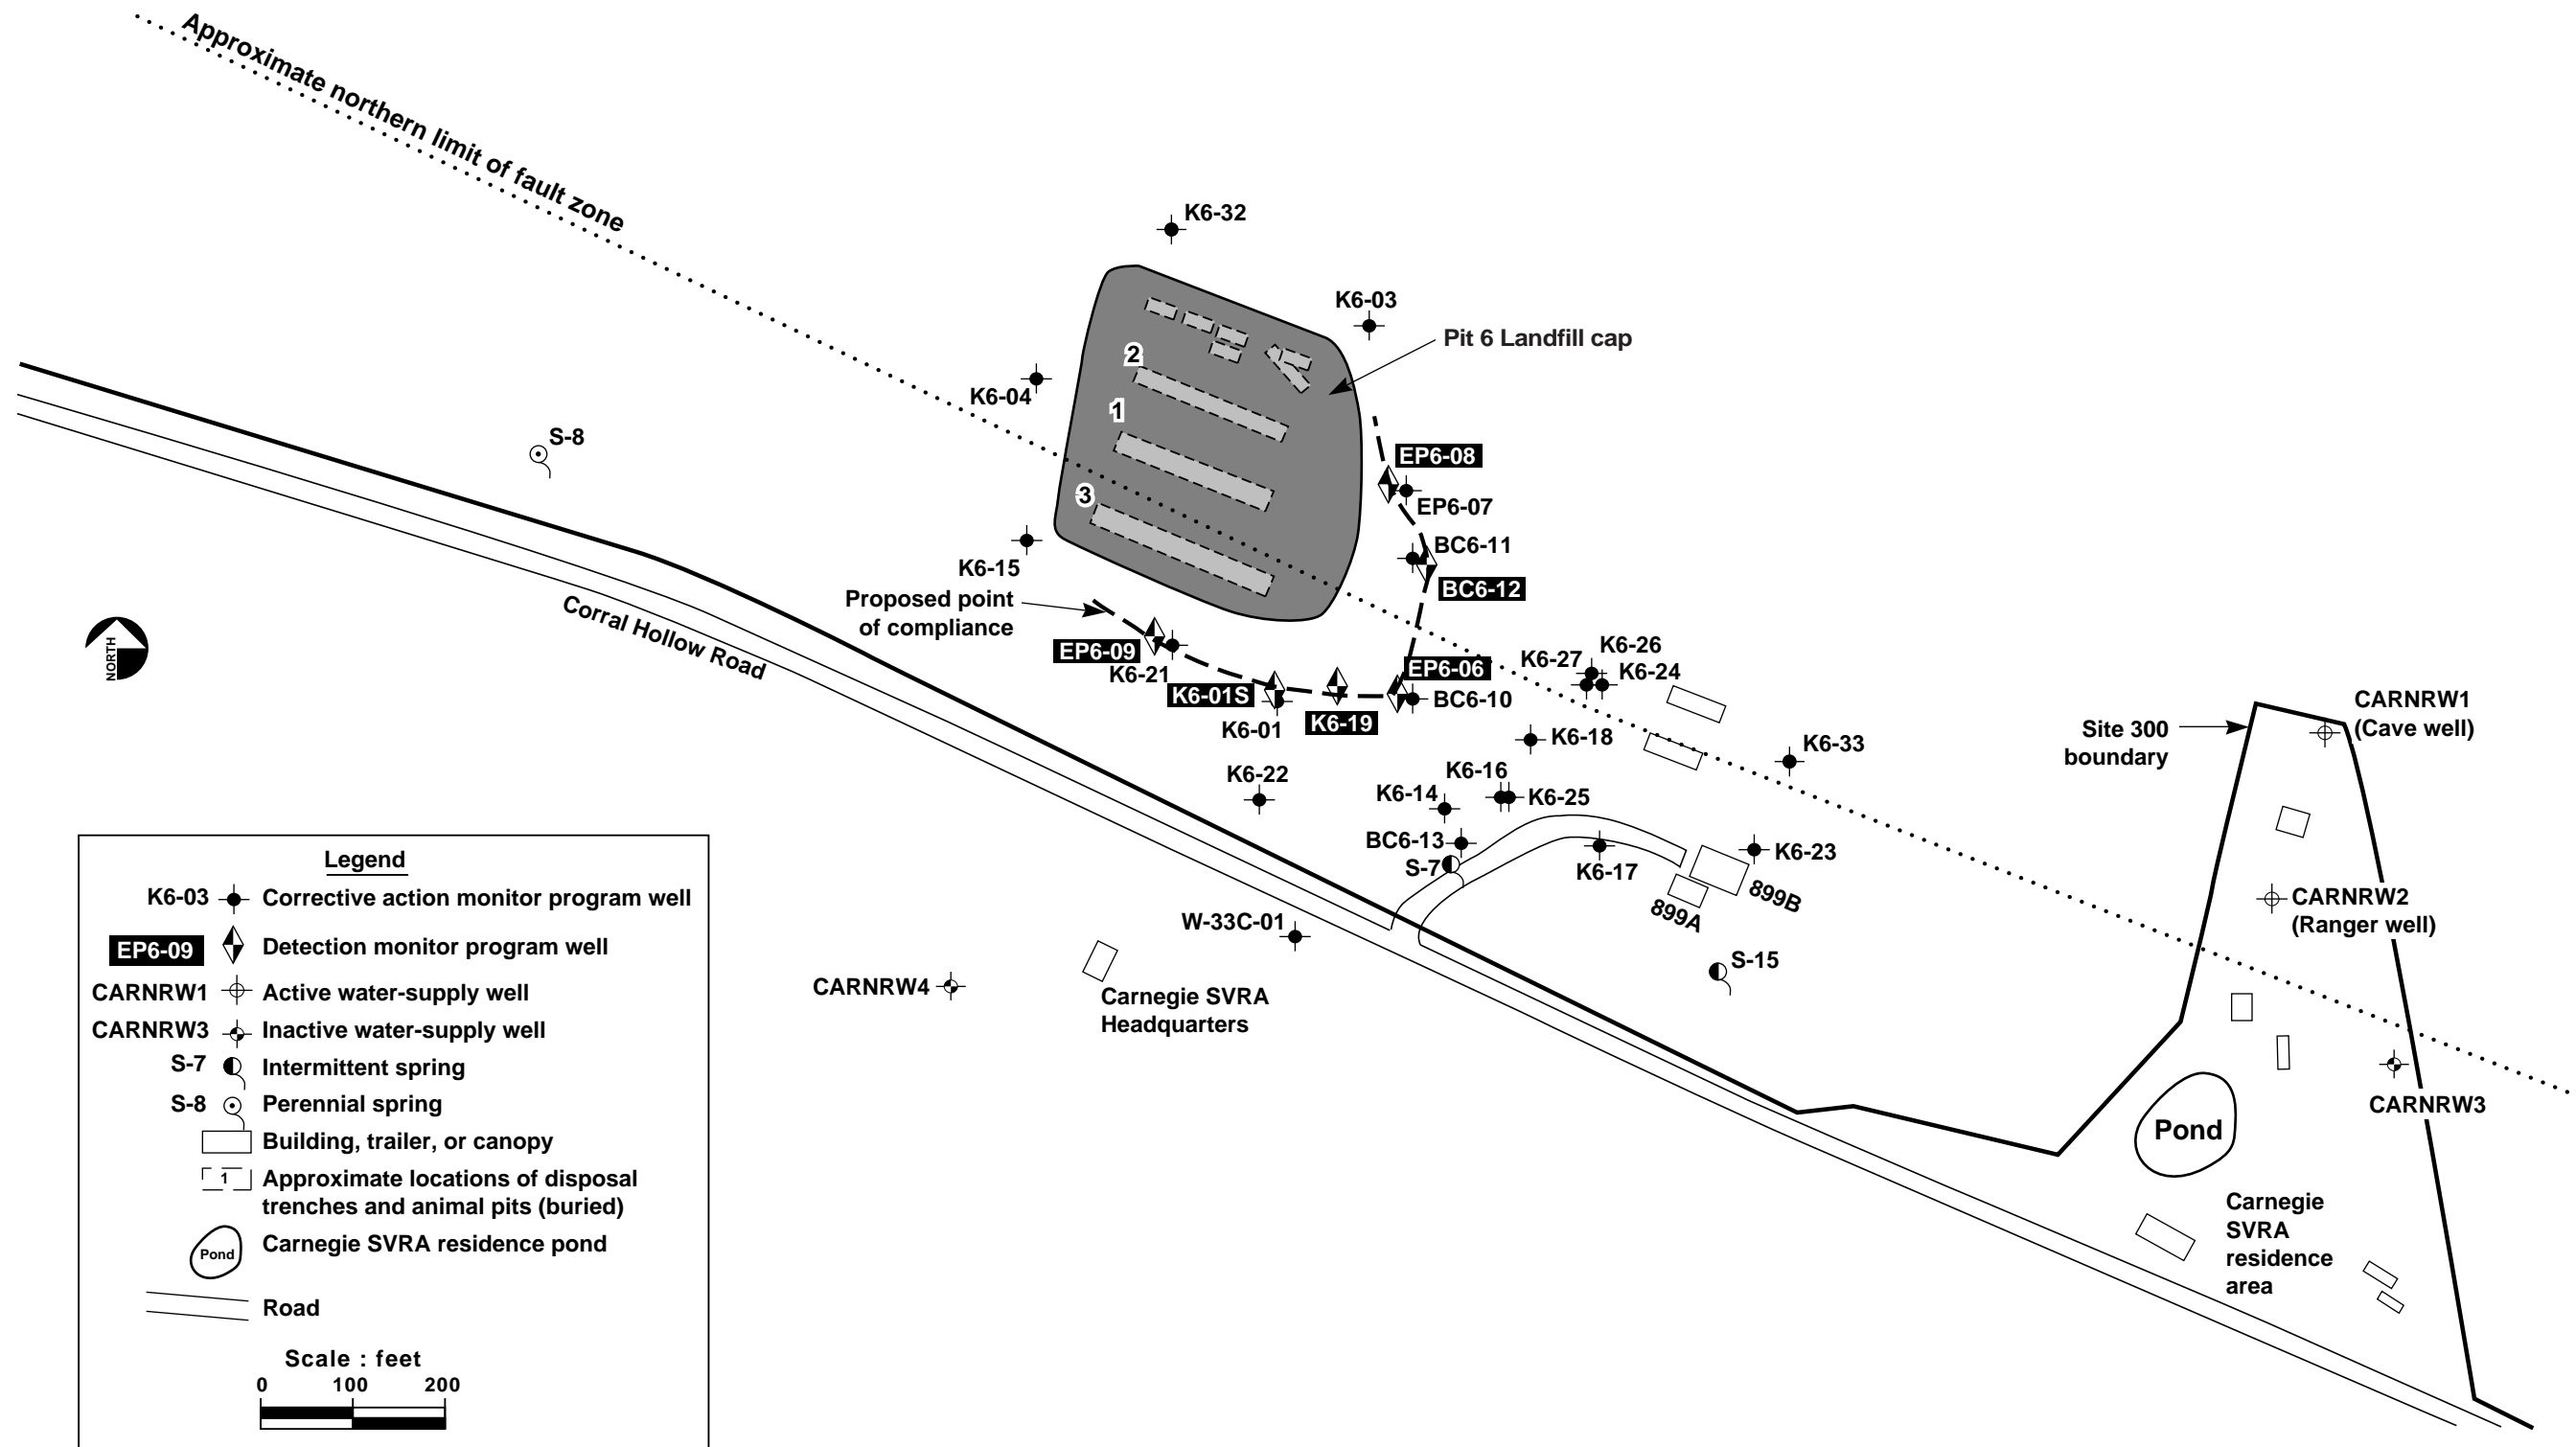 Approximate northern limit of fault zone
K6-32
K6-03
Pit 6 Landfill cap
2
K6-04
1
S-8
EP6-08
3
EP6-07
BC6-11
K6-15
BC6-12
Proposed point
of compliance
Corral Hollow Road
NORTH
EP6-09
K6-21
K6-26
K6-27
K6-24
EP6-06
K6-01S
BC6-10
K6-01
K6-19
K6-18
K6-33
CARNRW1
(Cave well)
Site 300
boundary
K6-22
K6-16
K6-14
K6-25
BC6-13
S-7
K6-17
K6-23
899B
899A
CARNRW2
(Ranger well)
W-33C-01
S-15
CARNRW4
Carnegie SVRA
Headquarters
CARNRW3
Pond
Carnegie
SVRA
residence
area
Legend
K6-03 Corrective action monitor program well
EP6-09 Detection monitor program well
CARNRW1 Active water-supply well
CARNRW3 Inactive water-supply well
S-7 Intermittent spring
S-8 Perennial spring
Building, trailer, or canopy
1 Approximate locations of disposal
trenches and animal pits (buried)
Pond Carnegie SVRA residence pond
Road
Scale : feet
0 100 200